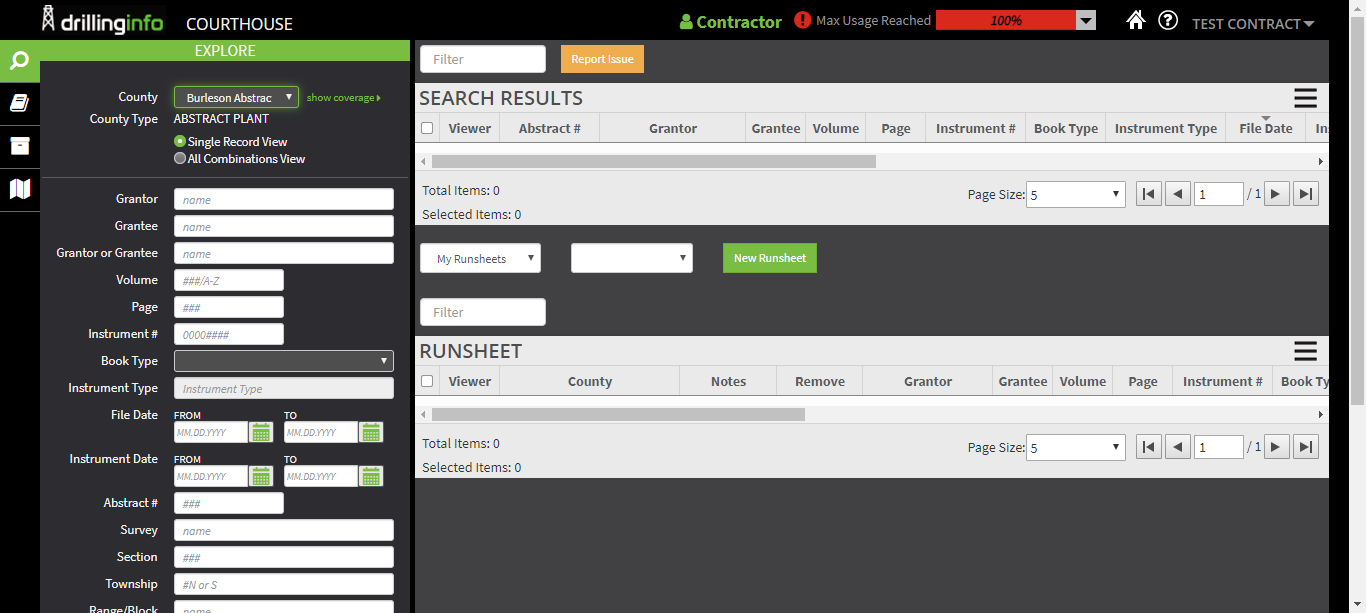 drillinginfo COURTHOUSE Contractor Max Usage Reached 100% TEST CONTRACT
EXPLORE
County Burleson Abstrac show coverage
County Type ABSTRACT PLANT
Single Record View
All Combinations View
Grantor name
Grantee name
Grantor or Grantee name
Volume ###/A-Z
Page ###
Instrument # 0000####
Book Type
Instrument Type Instrument Type
File Date FROM TO
MM.DD.YYYY MM.DD.YYYY
Instrument Date FROM TO
MM.DD.YYYY MM.DD.YYYY
Abstract # ###
Survey name
Section ###
Township #N or S
Range/Block name
Filter Report Issue
SEARCH RESULTS
Viewer Abstract # Grantor Grantee Volume Page Instrument # Book Type Instrument Type File Date Ins
Total Items: 0 Page Size: 5 1 / 1
Selected Items: 0
My Runsheets New Runsheet
Filter
RUNSHEET
Viewer County Notes Remove Grantor Grantee Volume Page Instrument # Book Ty
Total Items: 0 Page Size: 5 1 / 1
Selected Items: 0